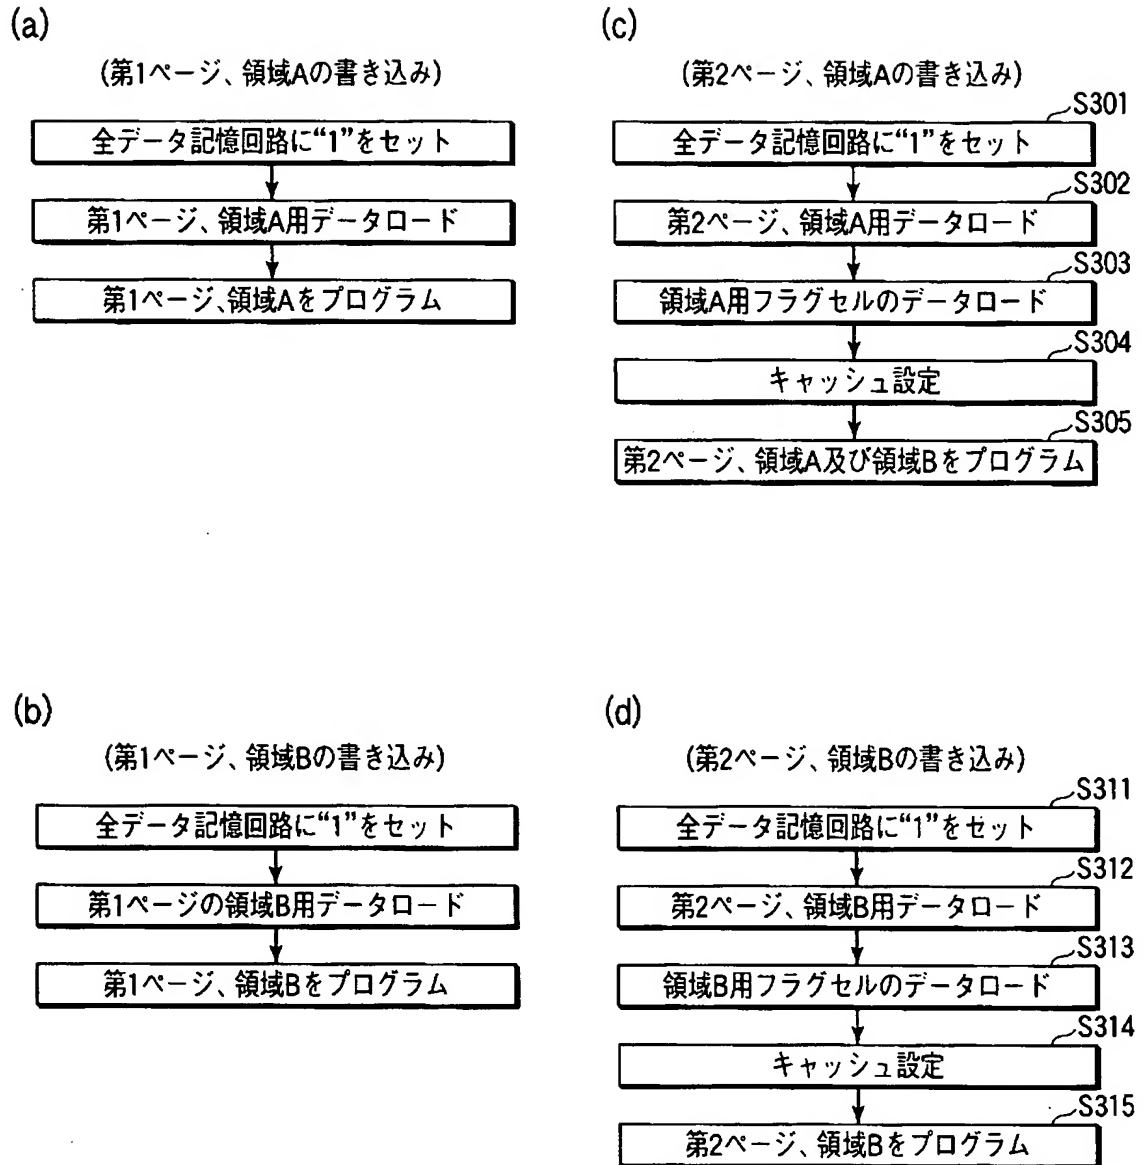 (a)
(第1ページ、領域Aの書き込み)
全データ記憶回路に“1”をセット
第1ページ、領域A用データロード
第1ページ、領域Aをプログラム
(c)
(第2ページ、領域Aの書き込み)
S301
全データ記憶回路に“1”をセット
S302
第2ページ、領域A用データロード
S303
領域A用フラグセルのデータロード
S304
キャッシュ設定
S305
第2ページ、領域A及び領域Bをプログラム
(b)
(第1ページ、領域Bの書き込み)
全データ記憶回路に“1”をセット
第1ページの領域B用データロード
第1ページ、領域Bをプログラム
(d)
(第2ページ、領域Bの書き込み)
S311
全データ記憶回路に“1”をセット
S312
第2ページ、領域B用データロード
S313
領域B用フラグセルのデータロード
S314
キャッシュ設定
S315
第2ページ、領域Bをプログラム